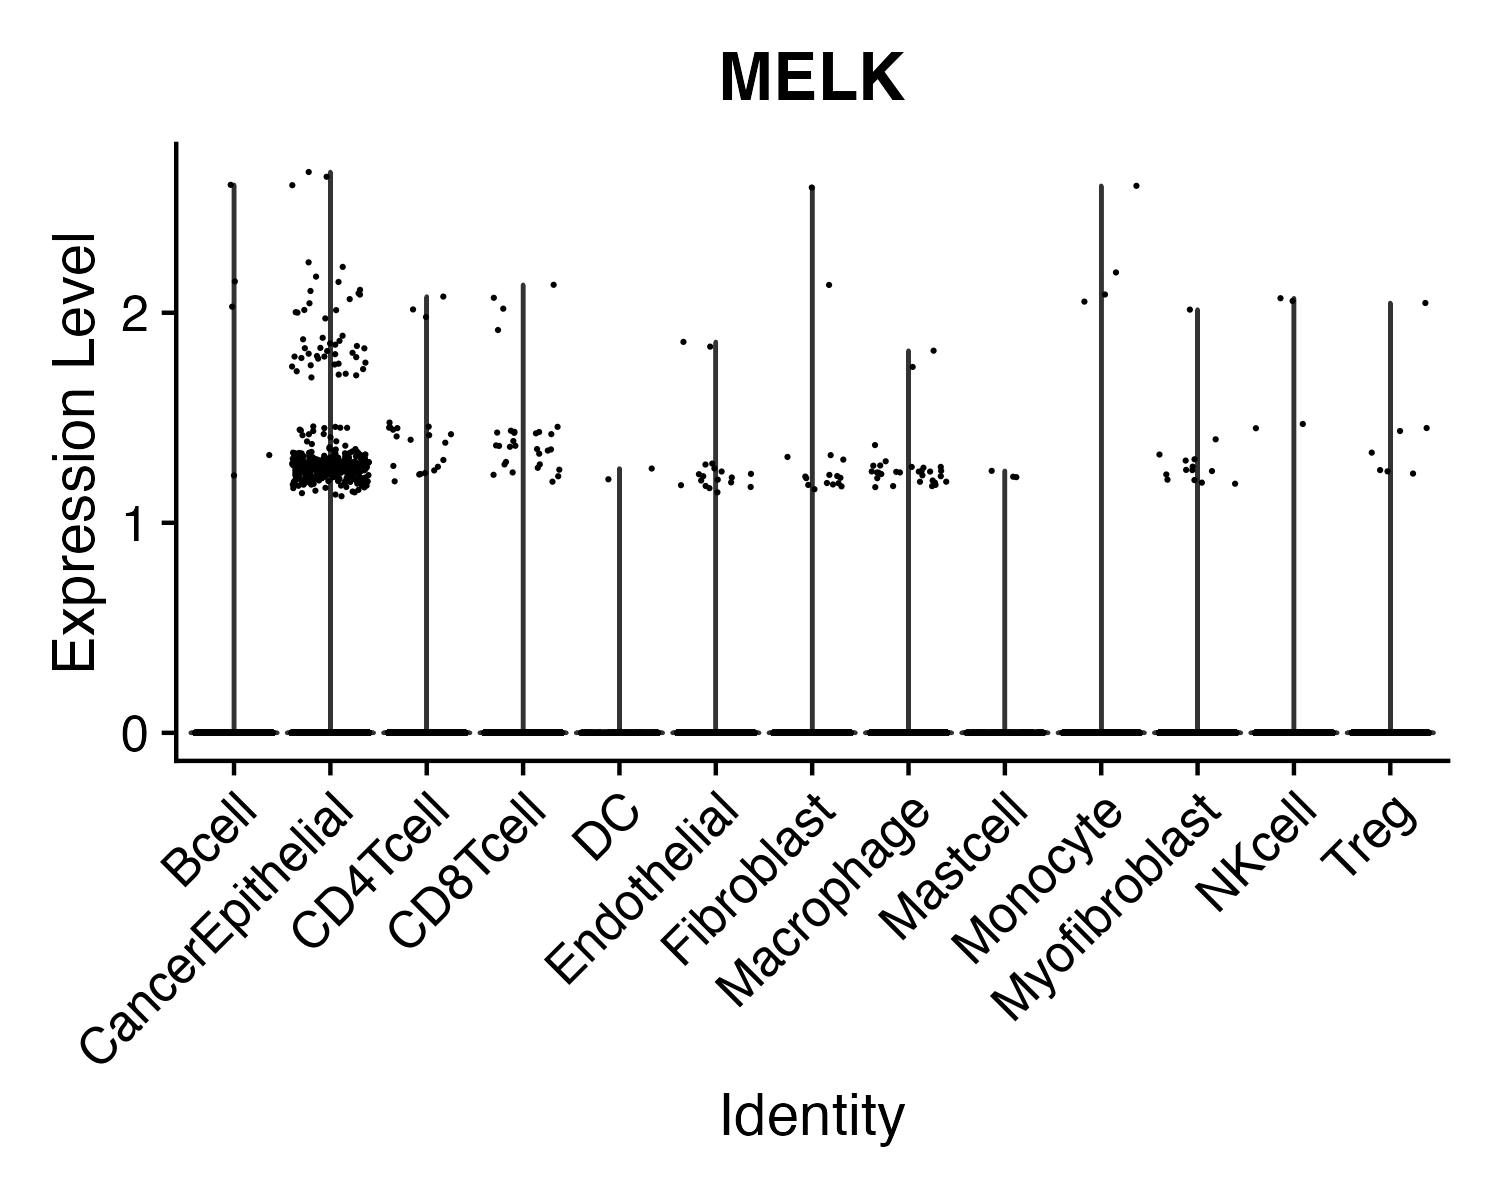 MELK
Expression Level
2
1
0
Bcell
CancerEpithelial
CD4Tcell
CD8Tcell
DC
Endothelial
Fibroblast
Macrophage
Mastcell
Monocyte
Myofibroblast
NKcell
Treg
Identity